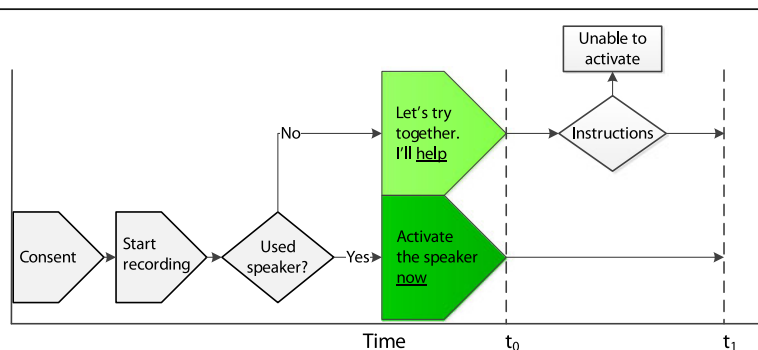 Unable to
activate
No
Let's try
together.
I'll help
Instructions
Consent
Start
recording
Used
speaker?
Yes
Activate
the speaker
now
Time
t0
t1